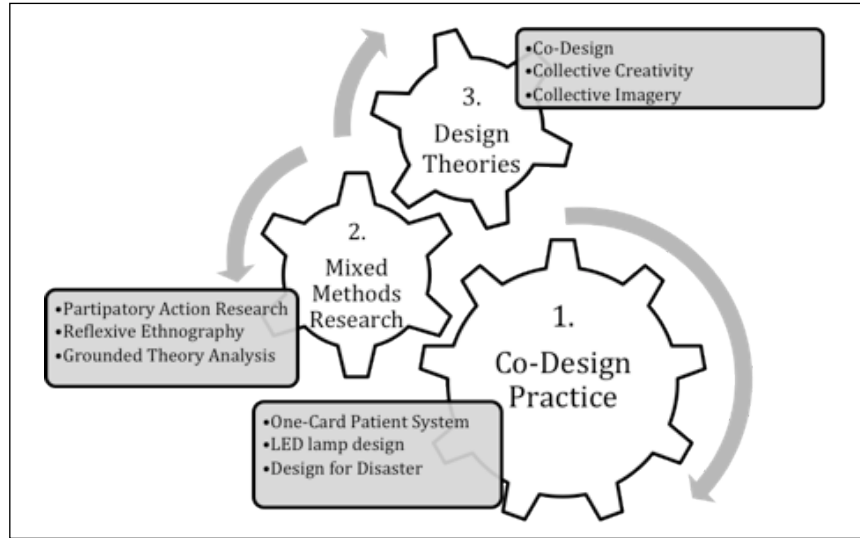 3.
Design
Theories
•Co-Design
•Collective Creativity
•Collective Imagery
2.
Mixed
Methods
Research
•Partipatory Action Research
•Reflexive Ethnography
•Grounded Theory Analysis
1.
Co-Design
Practice
•One-Card Patient System
•LED lamp design
•Design for Disaster